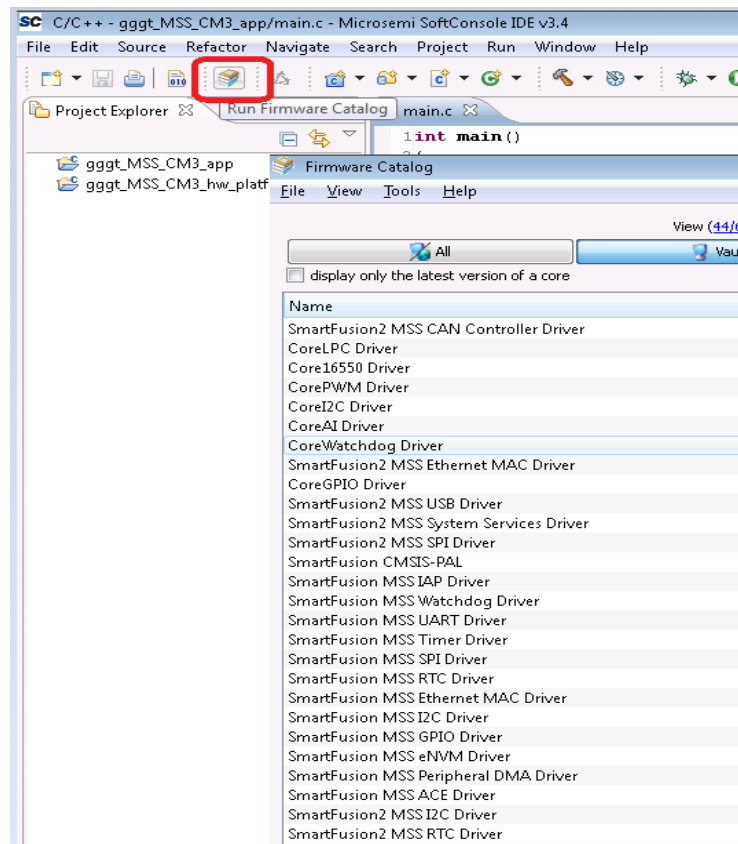 SC C/C++ - gggt_MSS_CM3_app/main.c - Microsemi SoftConsole IDE v3.4
File Edit Source Refactor Navigate Search Project Run Window Help
010
Project Explorer Run Firmware Catalog main.c
1int main()
gggt_MSS_CM3_app
gggt_MSS_CM3_hw_platf
Firmware Catalog
File View Tools Help
View (44/6
All Vau
display only the latest version of a core
Name
SmartFusion2 MSS CAN Controller Driver
CoreLPC Driver
Core16550 Driver
CorePWM Driver
CoreI2C Driver
CoreAI Driver
CoreWatchdog Driver
SmartFusion2 MSS Ethernet MAC Driver
CoreGPIO Driver
SmartFusion2 MSS USB Driver
SmartFusion2 MSS System Services Driver
SmartFusion2 MSS SPI Driver
SmartFusion CMSIS-PAL
SmartFusion MSS IAP Driver
SmartFusion MSS Watchdog Driver
SmartFusion MSS UART Driver
SmartFusion MSS Timer Driver
SmartFusion MSS SPI Driver
SmartFusion MSS RTC Driver
SmartFusion MSS Ethernet MAC Driver
SmartFusion MSS I2C Driver
SmartFusion MSS GPIO Driver
SmartFusion MSS eNVM Driver
SmartFusion MSS Peripheral DMA Driver
SmartFusion MSS ACE Driver
SmartFusion2 MSS I2C Driver
SmartFusion2 MSS RTC Driver